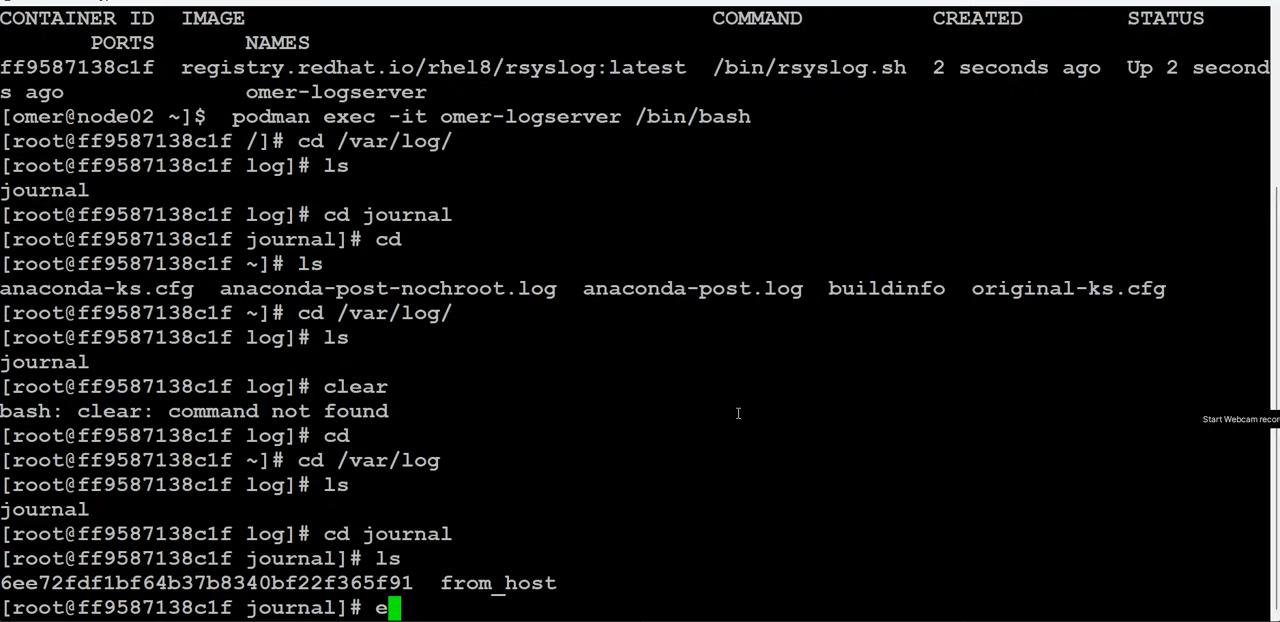 CONTAINER ID  IMAGE                                    COMMAND          CREATED        STATUS
       PORTS       NAMES
ff9587138c1f  registry.redhat.io/rhel8/rsyslog:latest  /bin/rsyslog.sh  2 seconds ago  Up 2 second
s ago              omer-logserver
[omer@node02 ~]$  podman exec -it omer-logserver /bin/bash
[root@ff9587138c1f /]# cd /var/log/
[root@ff9587138c1f log]# ls
journal
[root@ff9587138c1f log]# cd journal
[root@ff9587138c1f journal]# cd
[root@ff9587138c1f ~]# ls
anaconda-ks.cfg  anaconda-post-nochroot.log  anaconda-post.log  buildinfo  original-ks.cfg
[root@ff9587138c1f ~]# cd /var/log/
[root@ff9587138c1f log]# ls
journal
[root@ff9587138c1f log]# clear
bash: clear: command not found
[root@ff9587138c1f log]# cd
[root@ff9587138c1f ~]# cd /var/log
[root@ff9587138c1f log]# ls
journal
[root@ff9587138c1f log]# cd journal
[root@ff9587138c1f journal]# ls
6ee72fdf1bf64b37b8340bf22f365f91  from_host
[root@ff9587138c1f journal]# e
Start Webcam recor